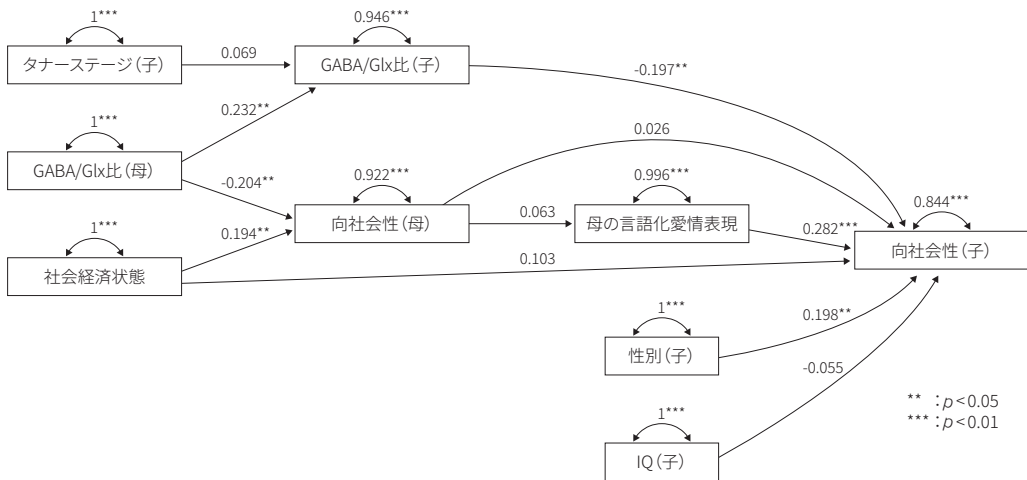 1***
0.946***
タナーステージ（子）
0.069
GABA/Glx比（子）
-0.197**
1***
0.232**
0.026
GABA/Glx比（母）
-0.204**
0.922***
0.996***
0.844***
1***
0.194**
向社会性（母）
0.063
母の言語化愛情表現
0.282***
向社会性（子）
社会経済状態
0.103
1***
0.198**
性別（子）
-0.055
** ：p<0.05
*** ：p<0.01
1***
IQ（子）